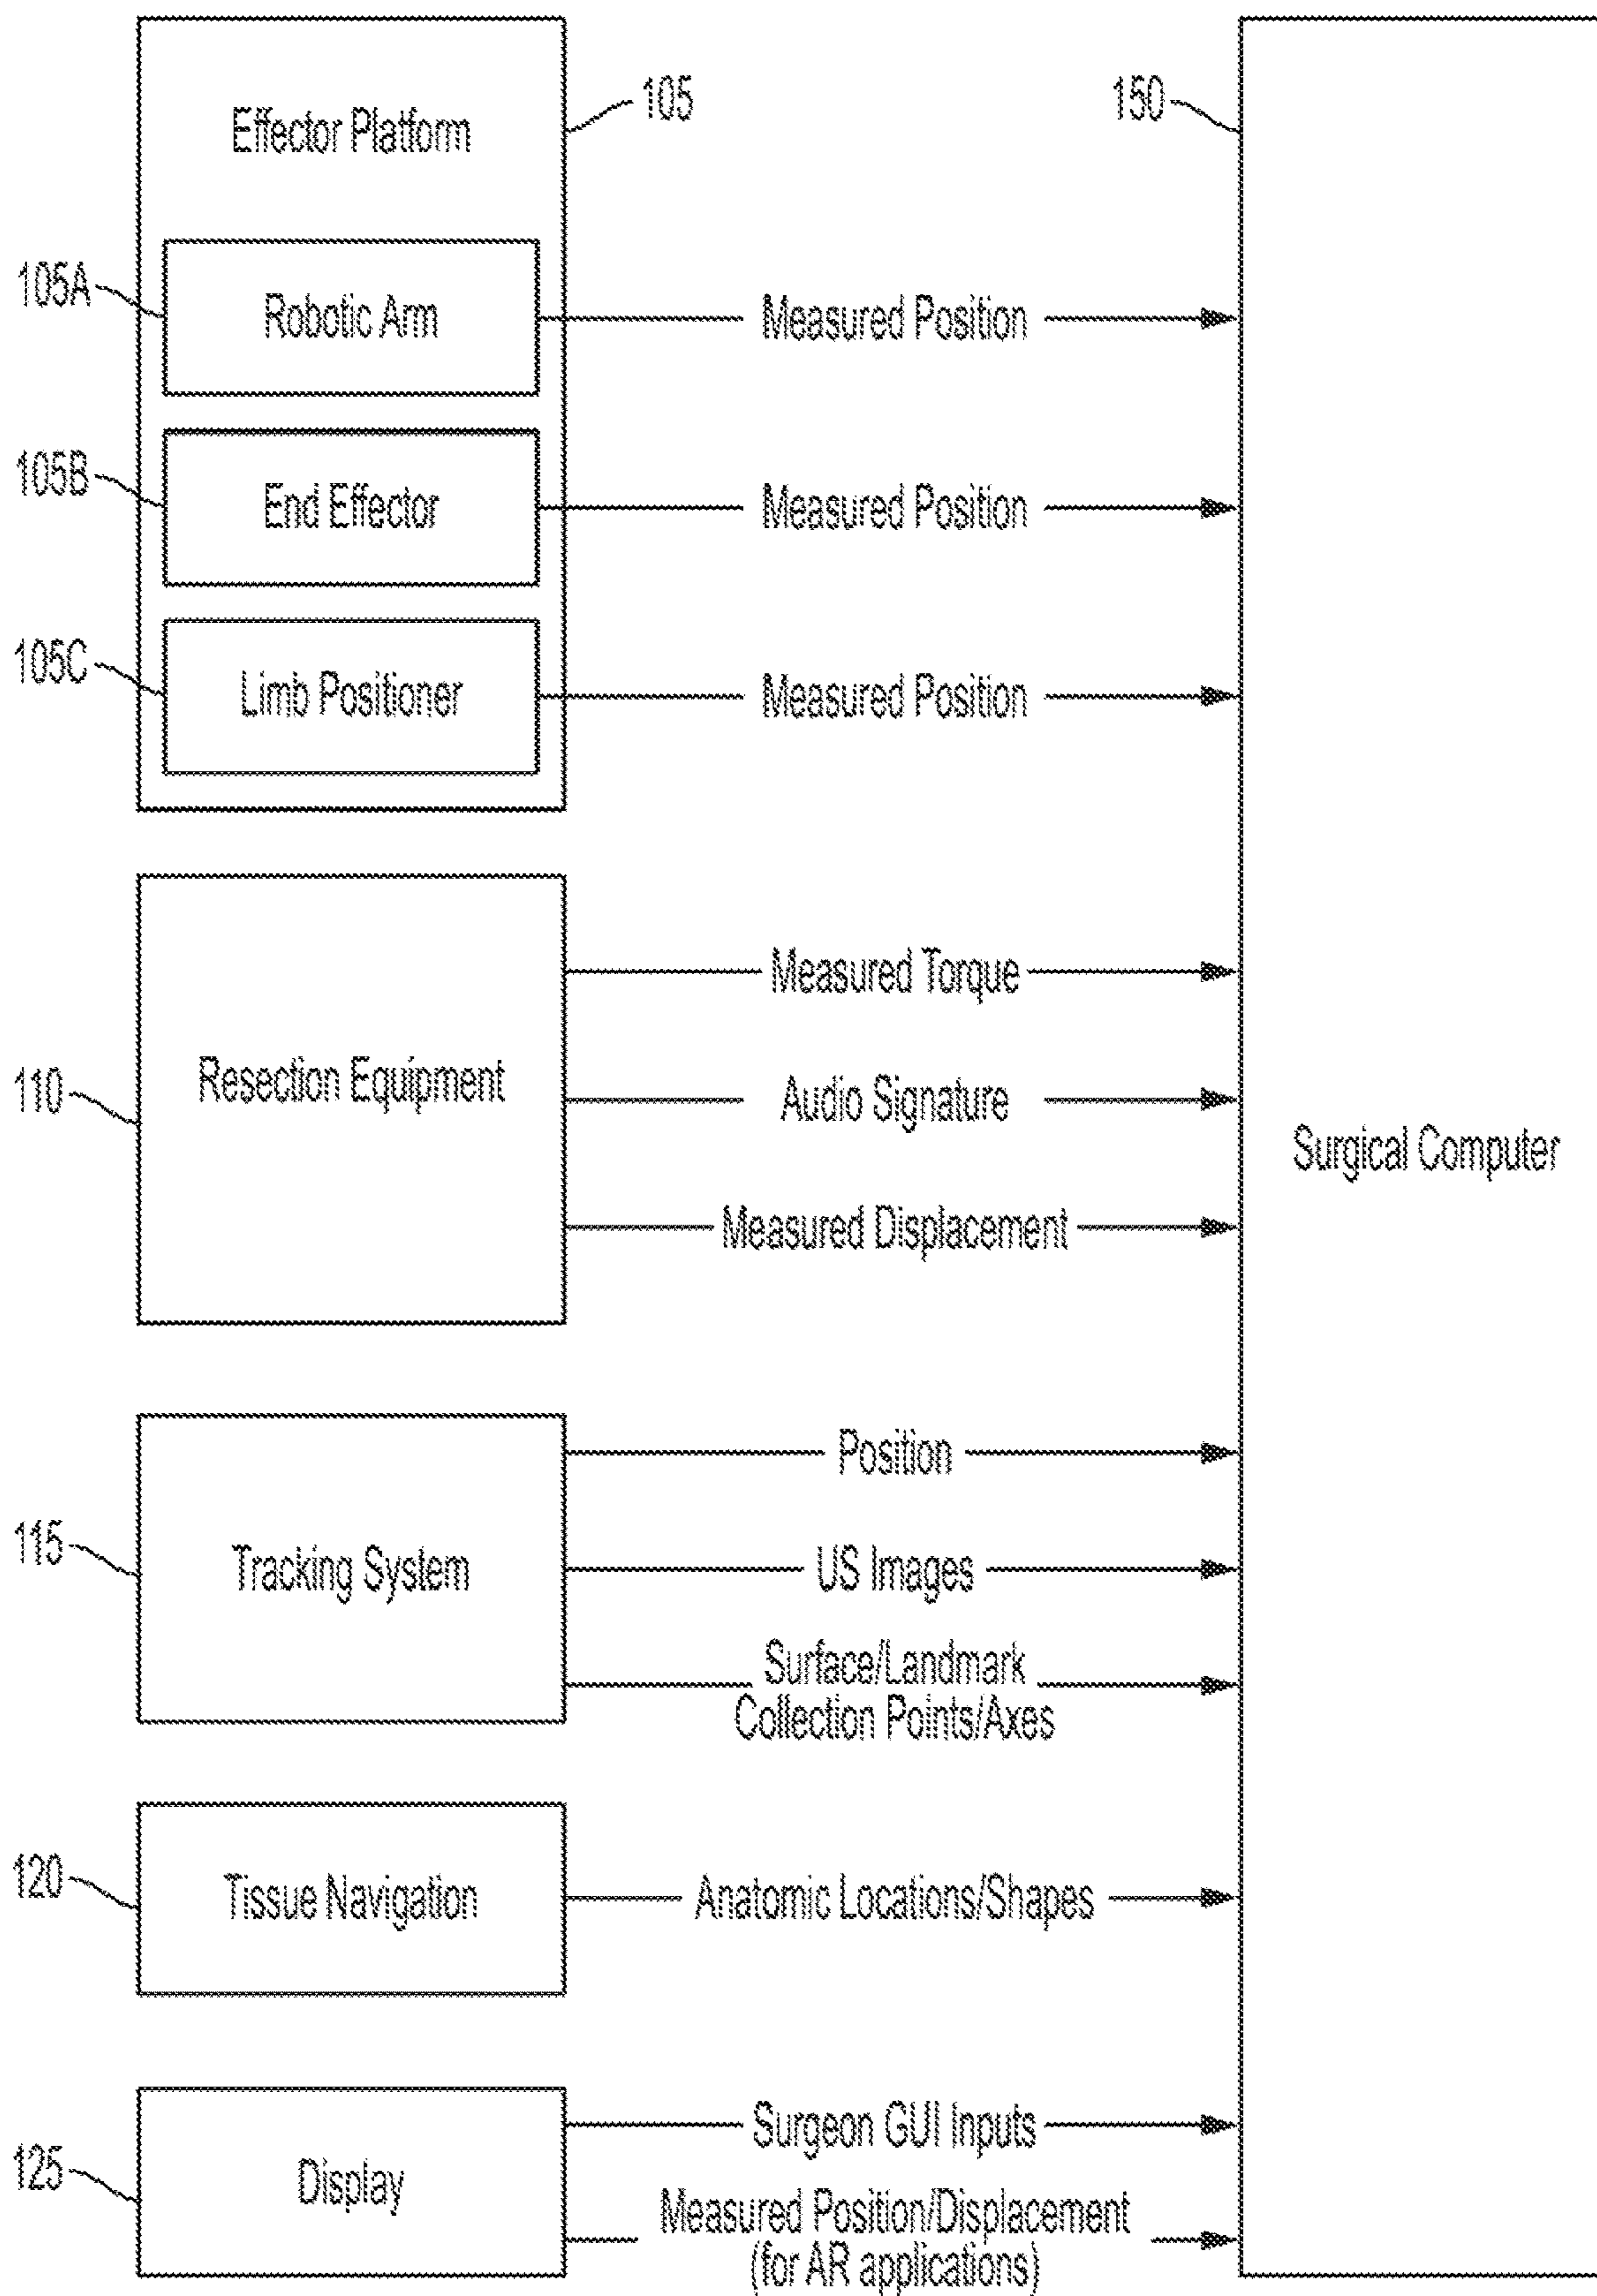 Effector Platform
105
150
105A
Robotic Arm
Measured Position
105B
End Effector
Measured Position
105C
Limb Positioner
Measured Position
Measured Torque
110
Resection Equipment
Audio Signature
Surgical Computer
Measured Displacement
Position
115
Tracking System
US Images
Surface/Landmark
Collection Points/Axes
120
Tissue Navigation
Anatomic Locations/Shapes
Surgeon GUI Inputs
125
Display
Measured Position/Displacement
(for AR applications)